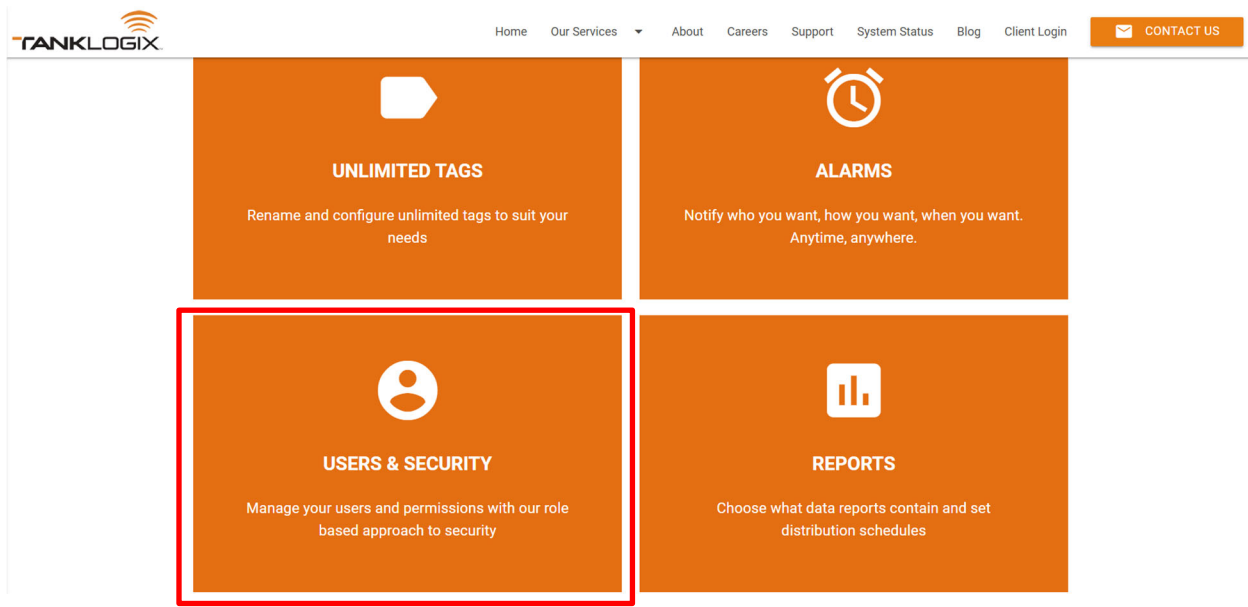 TANKLOGIX
Home Our Services About Careers Support System Status Blog Client Login CONTACT US
UNLIMITED TAGS
Rename and configure unlimited tags to suit your
needs
ALARMS
Notify who you want, how you want, when you want.
Anytime, anywhere.
USERS & SECURITY
Manage your users and permissions with our role
based approach to security
REPORTS
Choose what data reports contain and set
distribution schedules